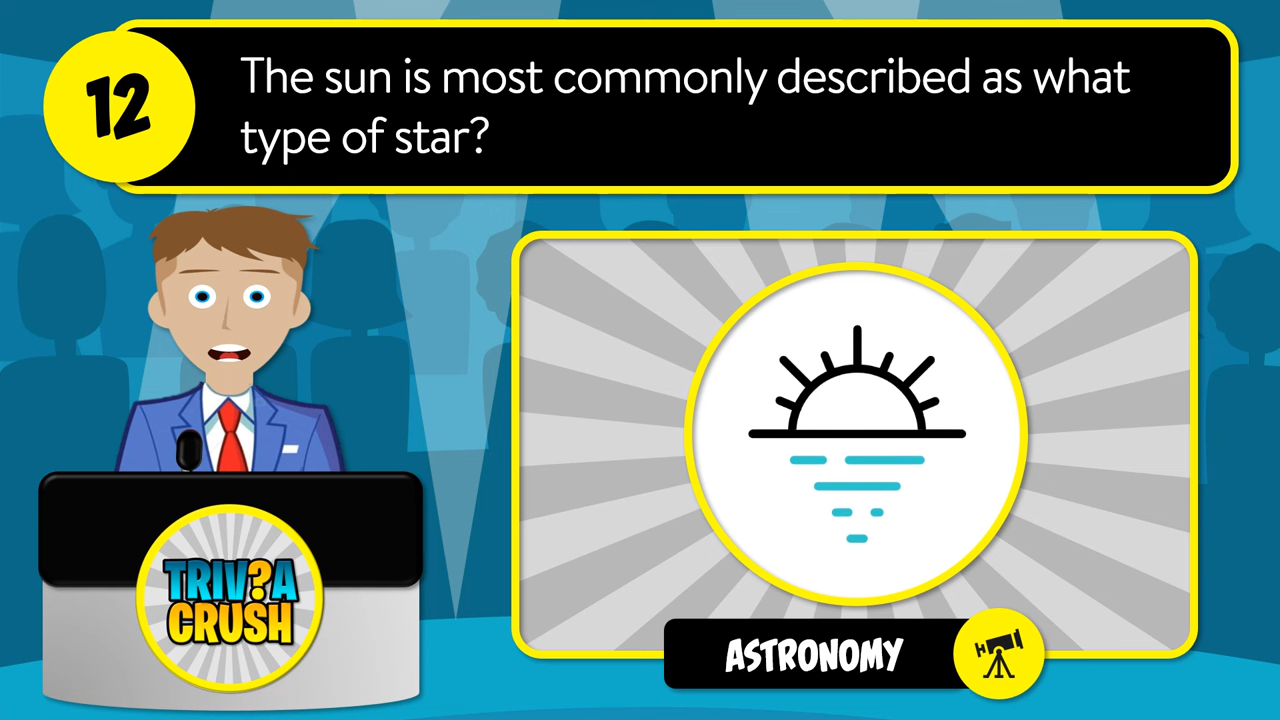 12
The sun is most commonly described as what
type of star?
TRIV?A
CRUSH
ASTRONOMY